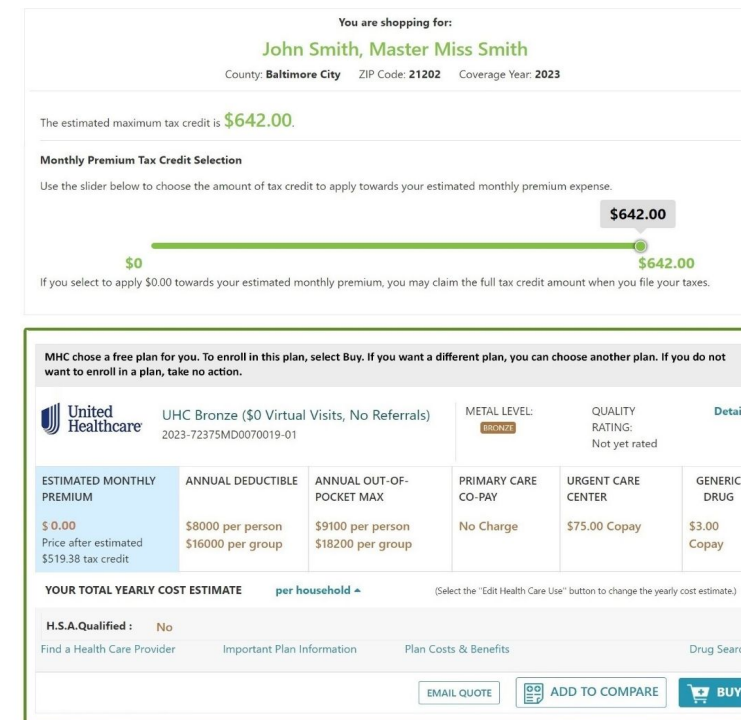 You are shopping for:
John Smith, Master Miss Smith
County: Baltimore City ZIP Code: 21202 Coverage Year: 2023
The estimated maximum tax credit is $642.00.
Monthly Premium Tax Credit Selection
Use the slider below to choose the amount of tax credit to apply towards your estimated monthly premium expense.
$642.00
$0 $642.00
If you select to apply $0.00 towards your estimated monthly premium, you may claim the full tax credit amount when you file your taxes.
MHC chose a free plan for you. To enroll in this plan, select Buy. If you want a different plan, you can choose another plan. If you do not
want to enroll in a plan, take no action.
United
Healthcare
UHC Bronze ($0 Virtual Visits, No Referrals)
2023-72375MD0070019-01
METAL LEVEL:
BRONZE
QUALITY
RATING:
Not yet rated
Detai
ESTIMATED MONTHLY
PREMIUM
$ 0.00
Price after estimated
$519.38 tax credit
ANNUAL DEDUCTIBLE
$8000 per person
$16000 per group
ANNUAL OUT-OF-
POCKET MAX
$9100 per person
$18200 per group
PRIMARY CARE
CO-PAY
No Charge
URGENT CARE
CENTER
$75.00 Copay
GENERIC
DRUG
$3.00
Copay
YOUR TOTAL YEARLY COST ESTIMATE per household (Select the "Edit Health Care Use" button to change the yearly cost estimate.)
H.S.A.Qualified : No
Find a Health Care Provider Important Plan Information Plan Costs & Benefits Drug Sear
EMAIL QUOTE ADD TO COMPARE BUY